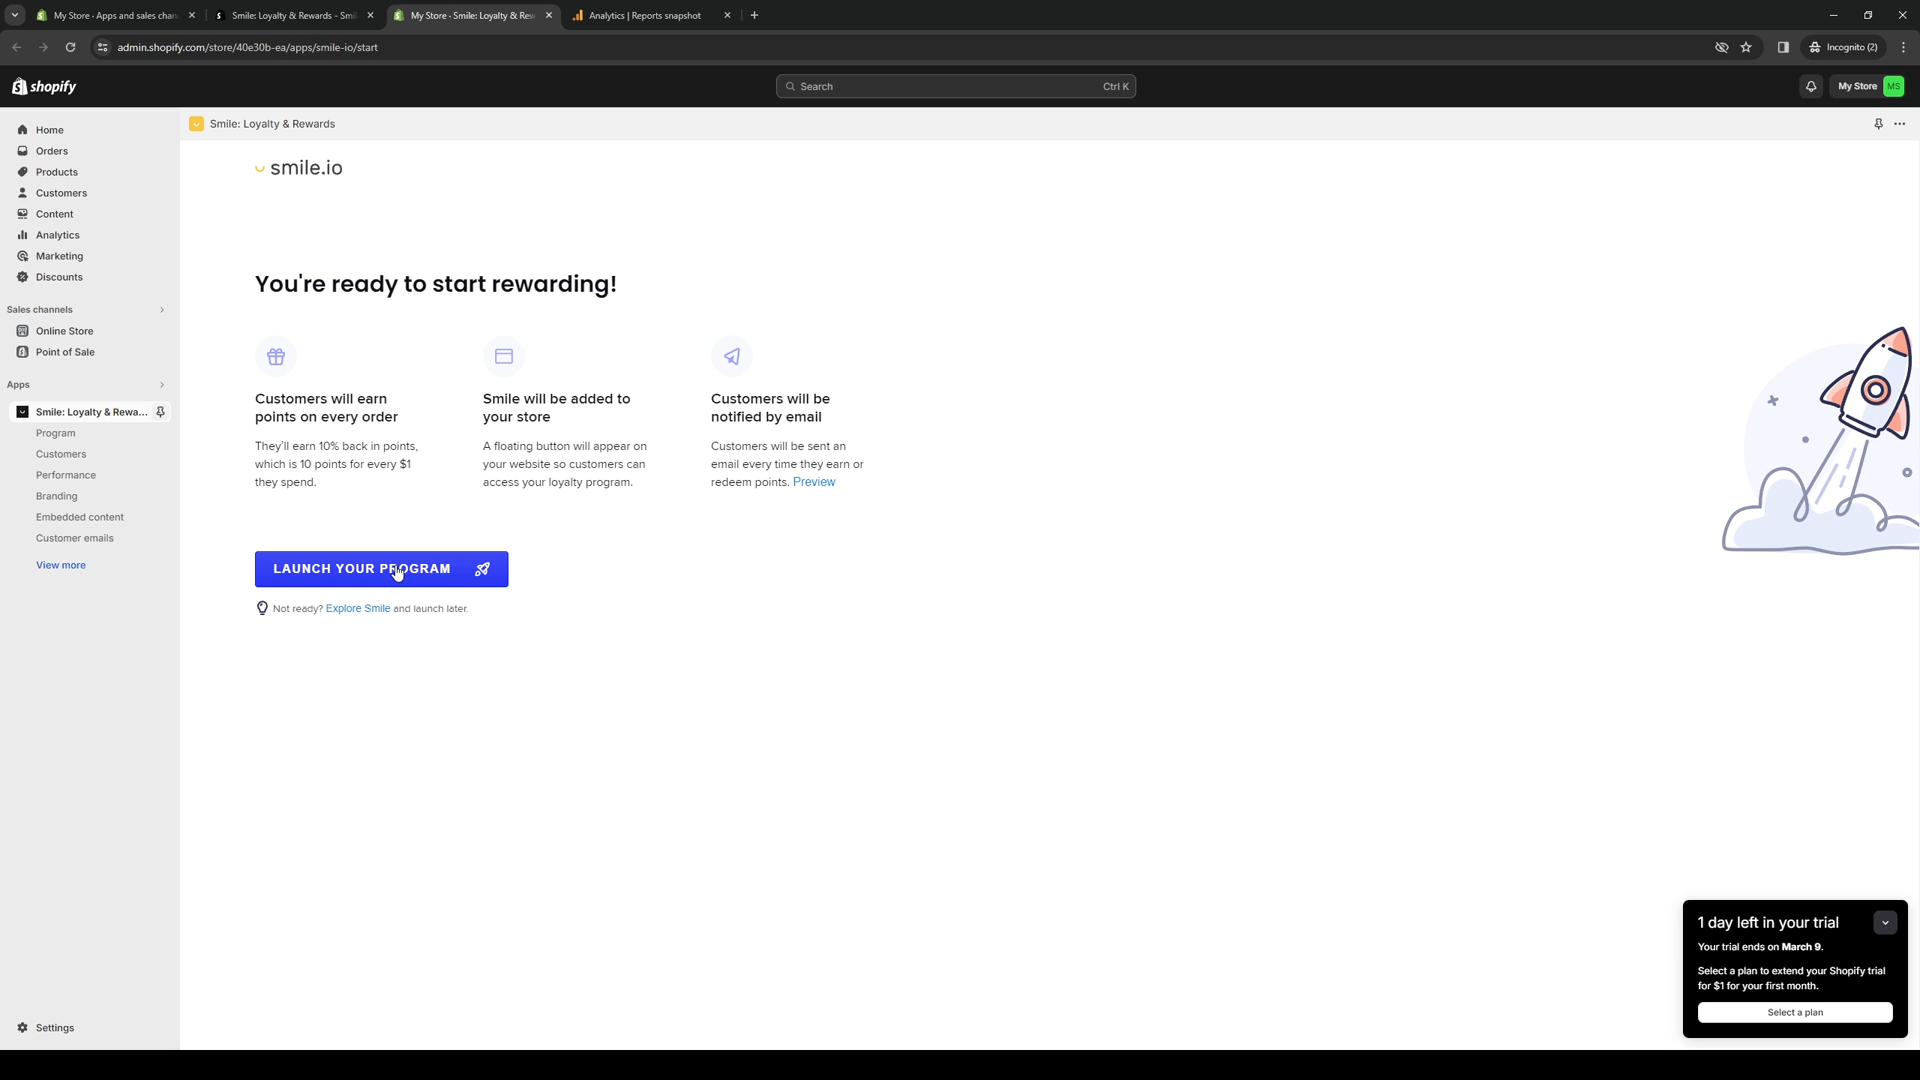 My Store · Apps and sales chan
Smile: Loyalty & Rewards - Smi
My Store · Smile: Loyalty & Rew
Analytics | Reports snapshot
admin.shopify.com/store/40e30b-ea/apps/smile-io/start
Incognito (2)
shopify
Search
Ctrl K
My Store
MS
Home
Orders
Products
Customers
Content
Analytics
Marketing
Discounts
Sales channels
Online Store
Point of Sale
Apps
Smile: Loyalty & Rewa...
Program
Customers
Performance
Branding
Embedded content
Customer emails
View more
Settings
Smile: Loyalty & Rewards
smile.io
You're ready to start rewarding!
Customers will earn
points on every order
They'll earn 10% back in points,
which is 10 points for every $1
they spend.
Smile will be added to
your store
A floating button will appear on
your website so customers can
access your loyalty program.
Customers will be
notified by email
Customers will be sent an
email every time they earn or
redeem points. Preview
LAUNCH YOUR PROGRAM
Not ready? Explore Smile and launch later.
1 day left in your trial
Your trial ends on March 9.
Select a plan to extend your Shopify trial
for $1 for your first month.
Select a plan